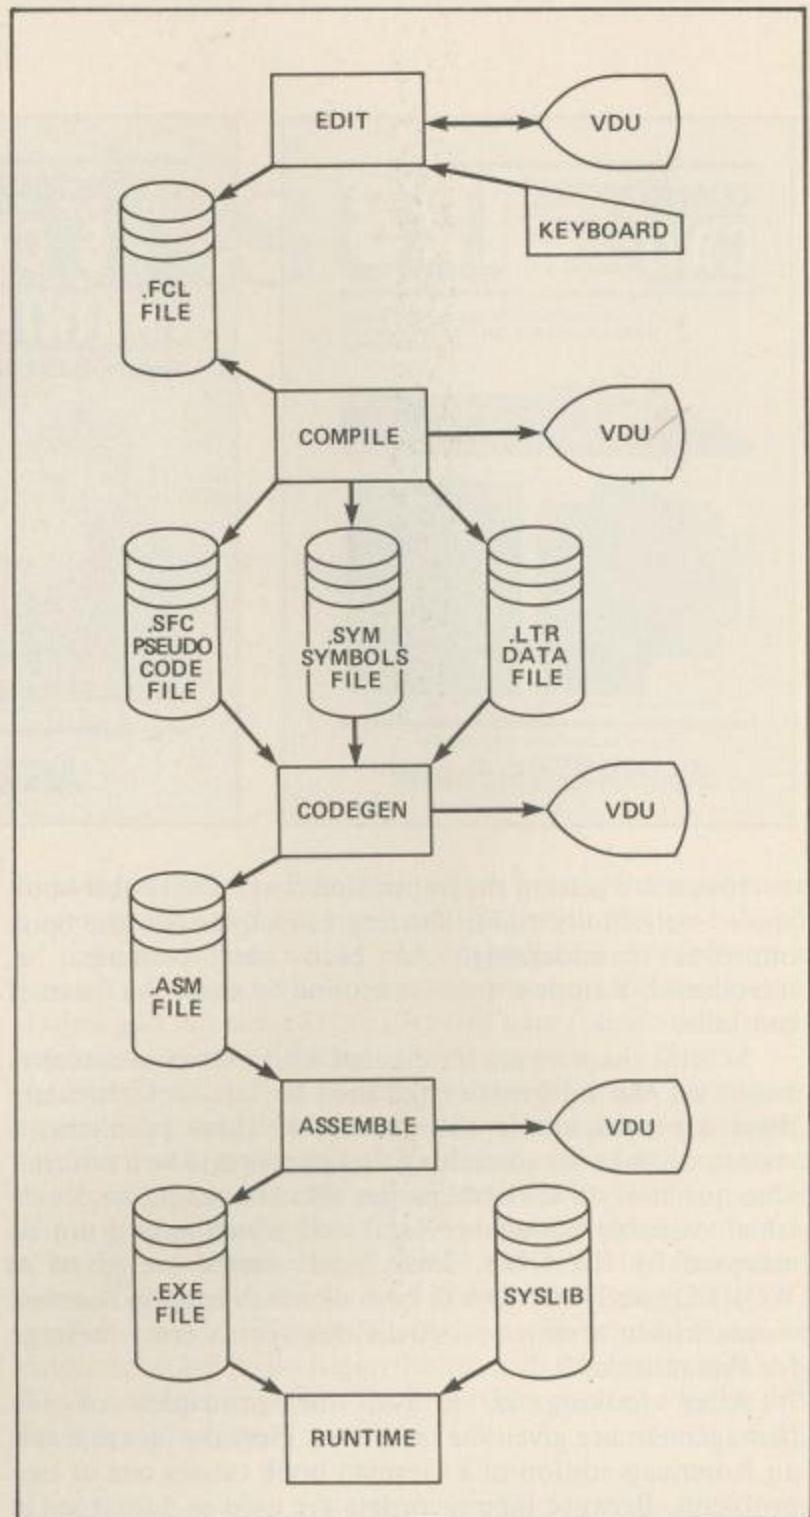 EDIT
VDU
KEYBOARD
.FCL
FILE
COMPILE
VDU
.SFC
PSEUDO
CODE
FILE
.SYM
SYMBOLS
FILE
.LTR
DATA
FILE
CODEGEN
VDU
.ASM
FILE
ASSEMBLE
VDU
.EXE
FILE
SYSLIB
RUNTIME